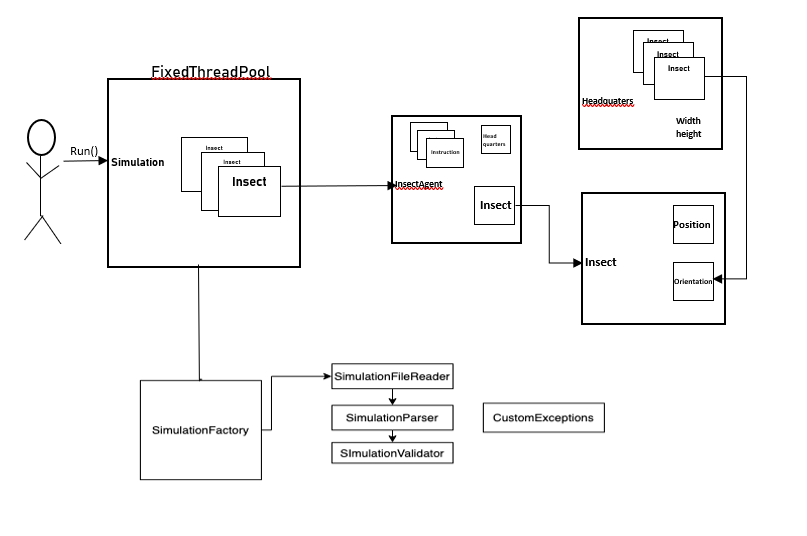 FixedThreadPool
Run()
Simulation
Insect
Insect
Insect
instruction
Head
quarters
InsectAgent
Insect
Insect
Insect
Insect
Headquaters
Width
height
Position
Insect
Orientation
SimulationFactory
SimulationFileReader
SimulationParser
SImulationValidator
CustomExceptions